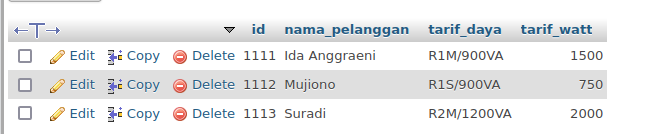 id nama_pelanggan tarif_daya tarif_watt
Edit Copy Delete 1111 Ida Anggraeni R1M/900VA 1500
Edit Copy Delete 1112 Mujiono R1S/900VA 750
Edit Copy Delete 1113 Suradi R2M/1200VA 2000